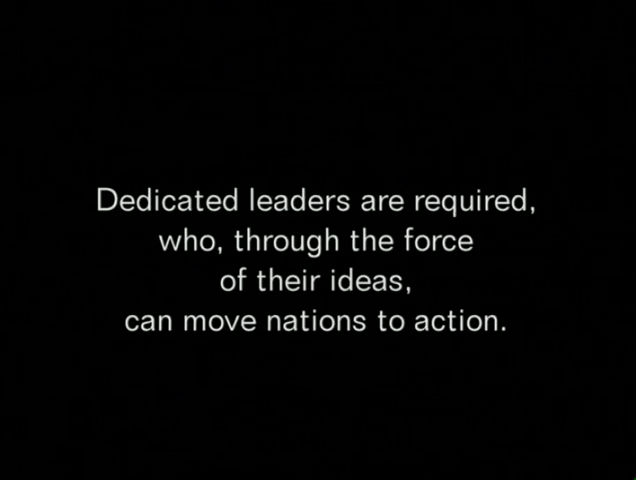 Dedicated leaders are required,
who, through the force
of their ideas,
can move nations to action.